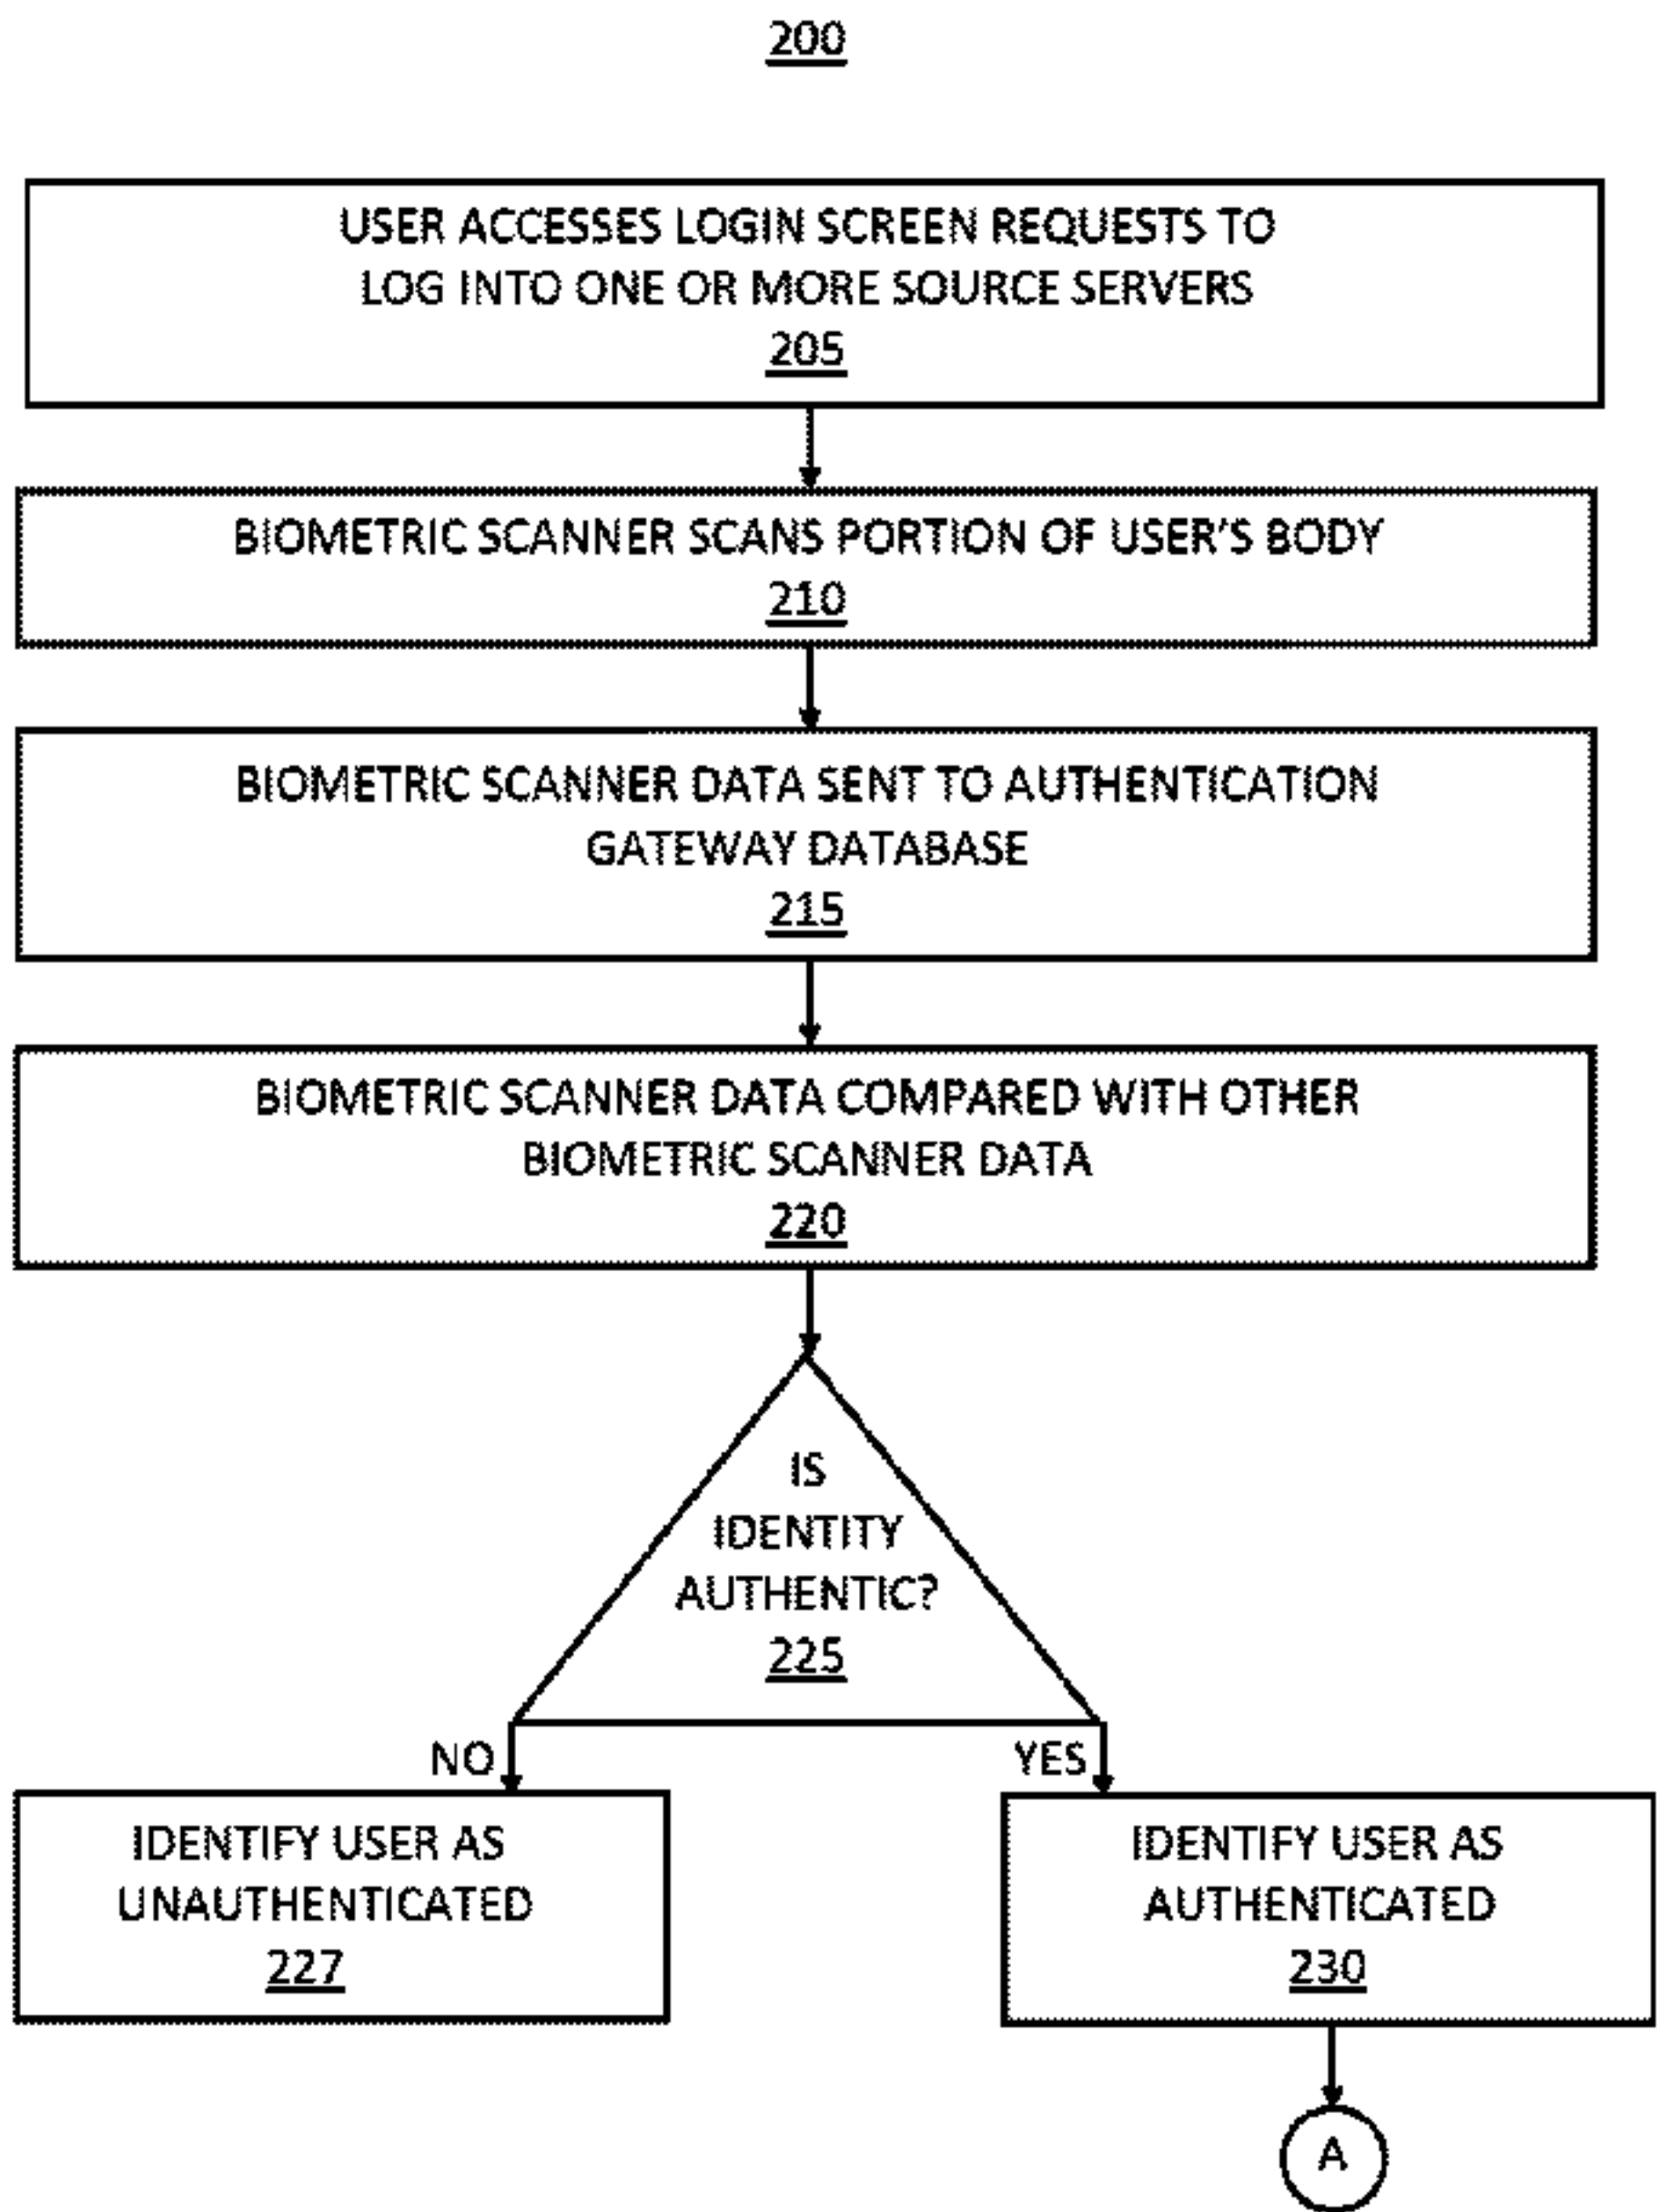 200
USER ACCESSES LOGIN SCREEN REQUESTS TO
LOG INTO ONE OR MORE SOURCE SERVERS
205
BIOMETRIC SCANNER SCANS PORTION OF USER'S BODY
210
BIOMETRIC SCANNER DATA SENT TO AUTHENTICATION
GATEWAY DATABASE
215
BIOMETRIC SCANNER DATA COMPARED WITH OTHER
BIOMETRIC SCANNER DATA
220
IS
IDENTITY
AUTHENTIC?
225
NO
YES
IDENTIFY USER AS
UNAUTHENTICATED
227
IDENTIFY USER AS
AUTHENTICATED
230
A